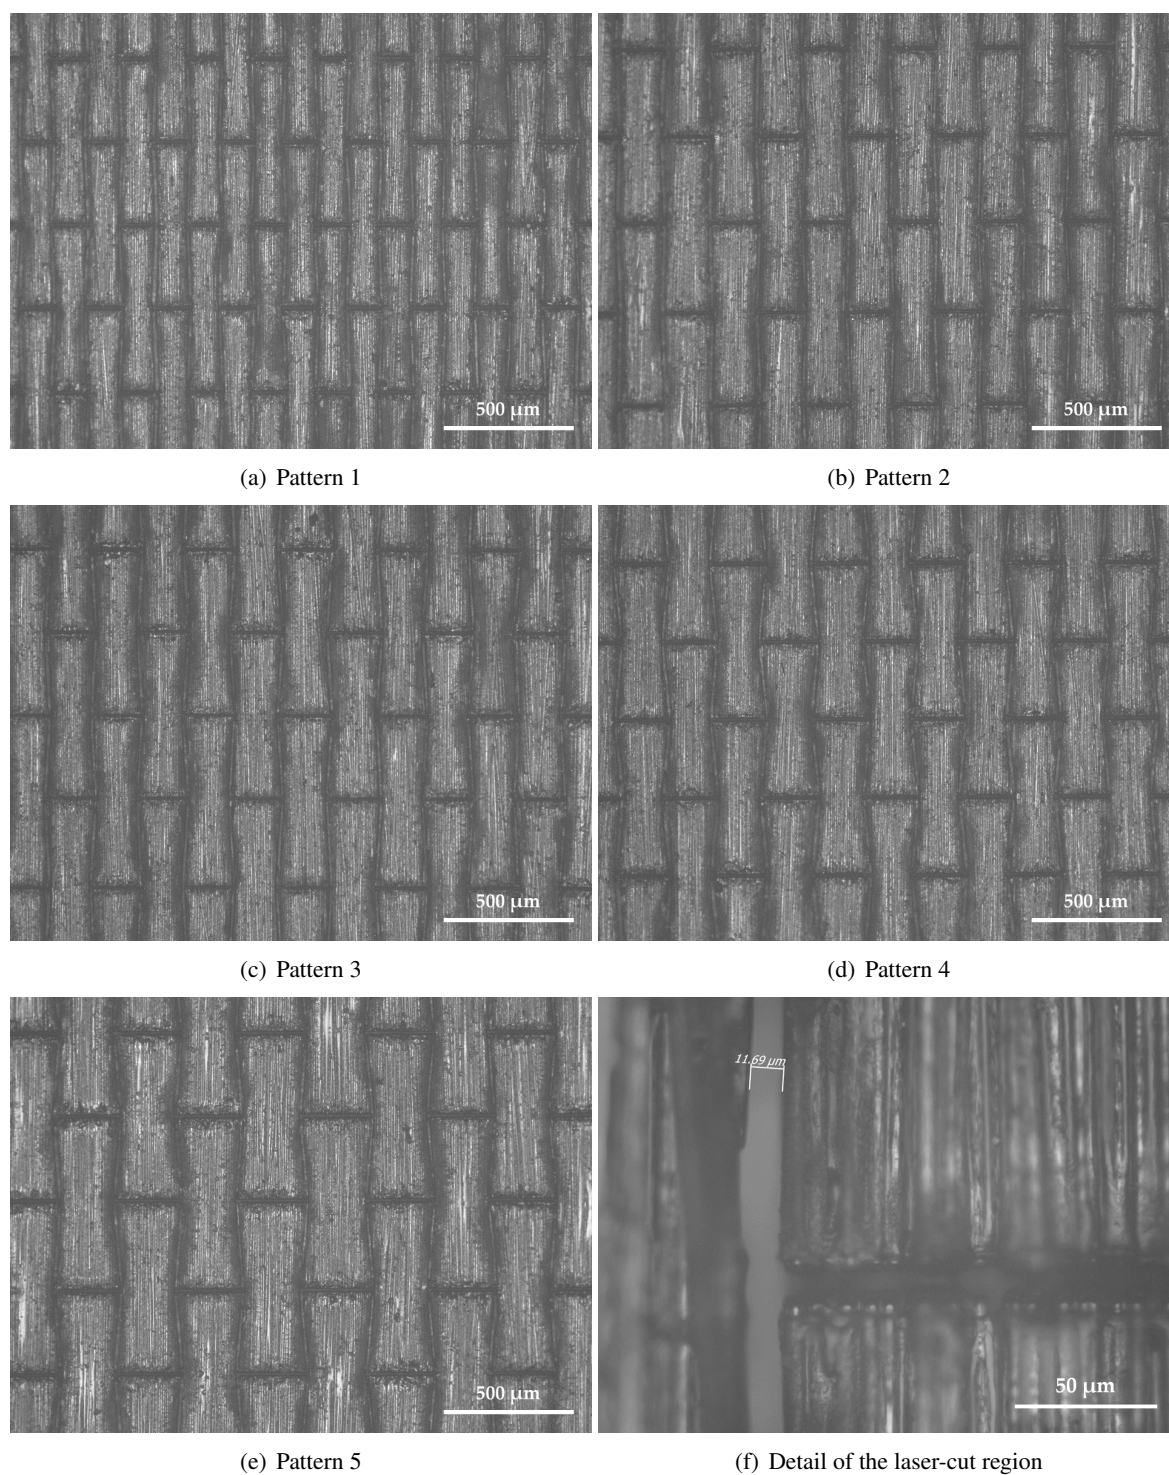 500 µm
500 µm
(a) Pattern 1
(b) Pattern 2
500 µm
500 µm
(c) Pattern 3
(d) Pattern 4
11.69 µm
500 µm
50 µm
(e) Pattern 5
(f) Detail of the laser-cut region